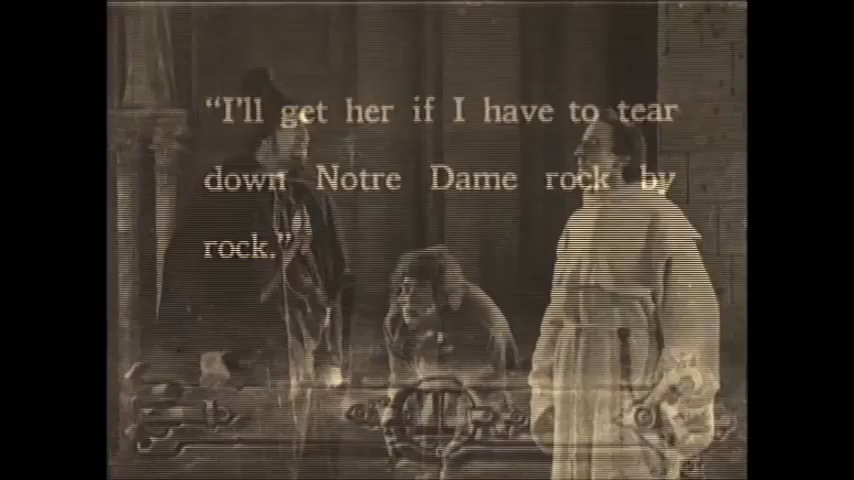 “I’ll get her if I have to tear
down Notre Dame rock by
rock.”